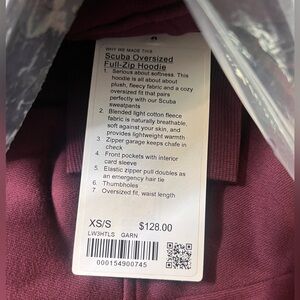 WHY WE MADE THIS
Scuba Oversized
Full-Zip Hoodie
1. Serious about softness. This
hoodie is all about about
plush, fleecy fabric and a cozy
oversized fit that pairs
perfectly with our Scuba
sweatpants
2. Blended light cotton fleece
fabric is naturally breathable,
soft against your skin, and
provides lightweight warmth
3. Zipper garage keeps chafe in
check
4. Front pockets with interior
card sleeve
5. Elastic zipper pull doubles as
an emergency hair tie
6. Thumbholes
7. Oversized fit, waist length
XS/S $128.00
LW3HTLS GARN
000154900745